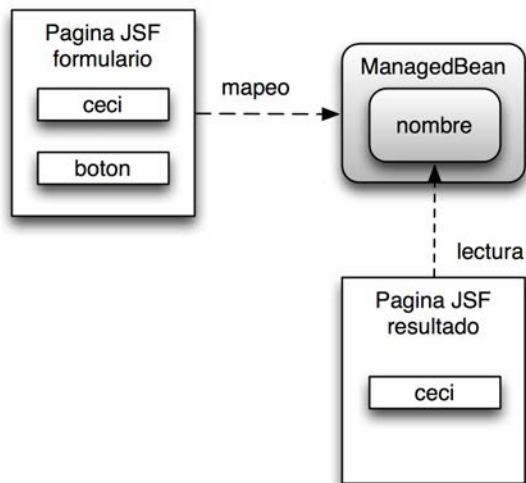 Pagina JSF
formulario
ceci
boton
mapeo
ManagedBean
nombre
lectura
Pagina JSF
resultado
ceci